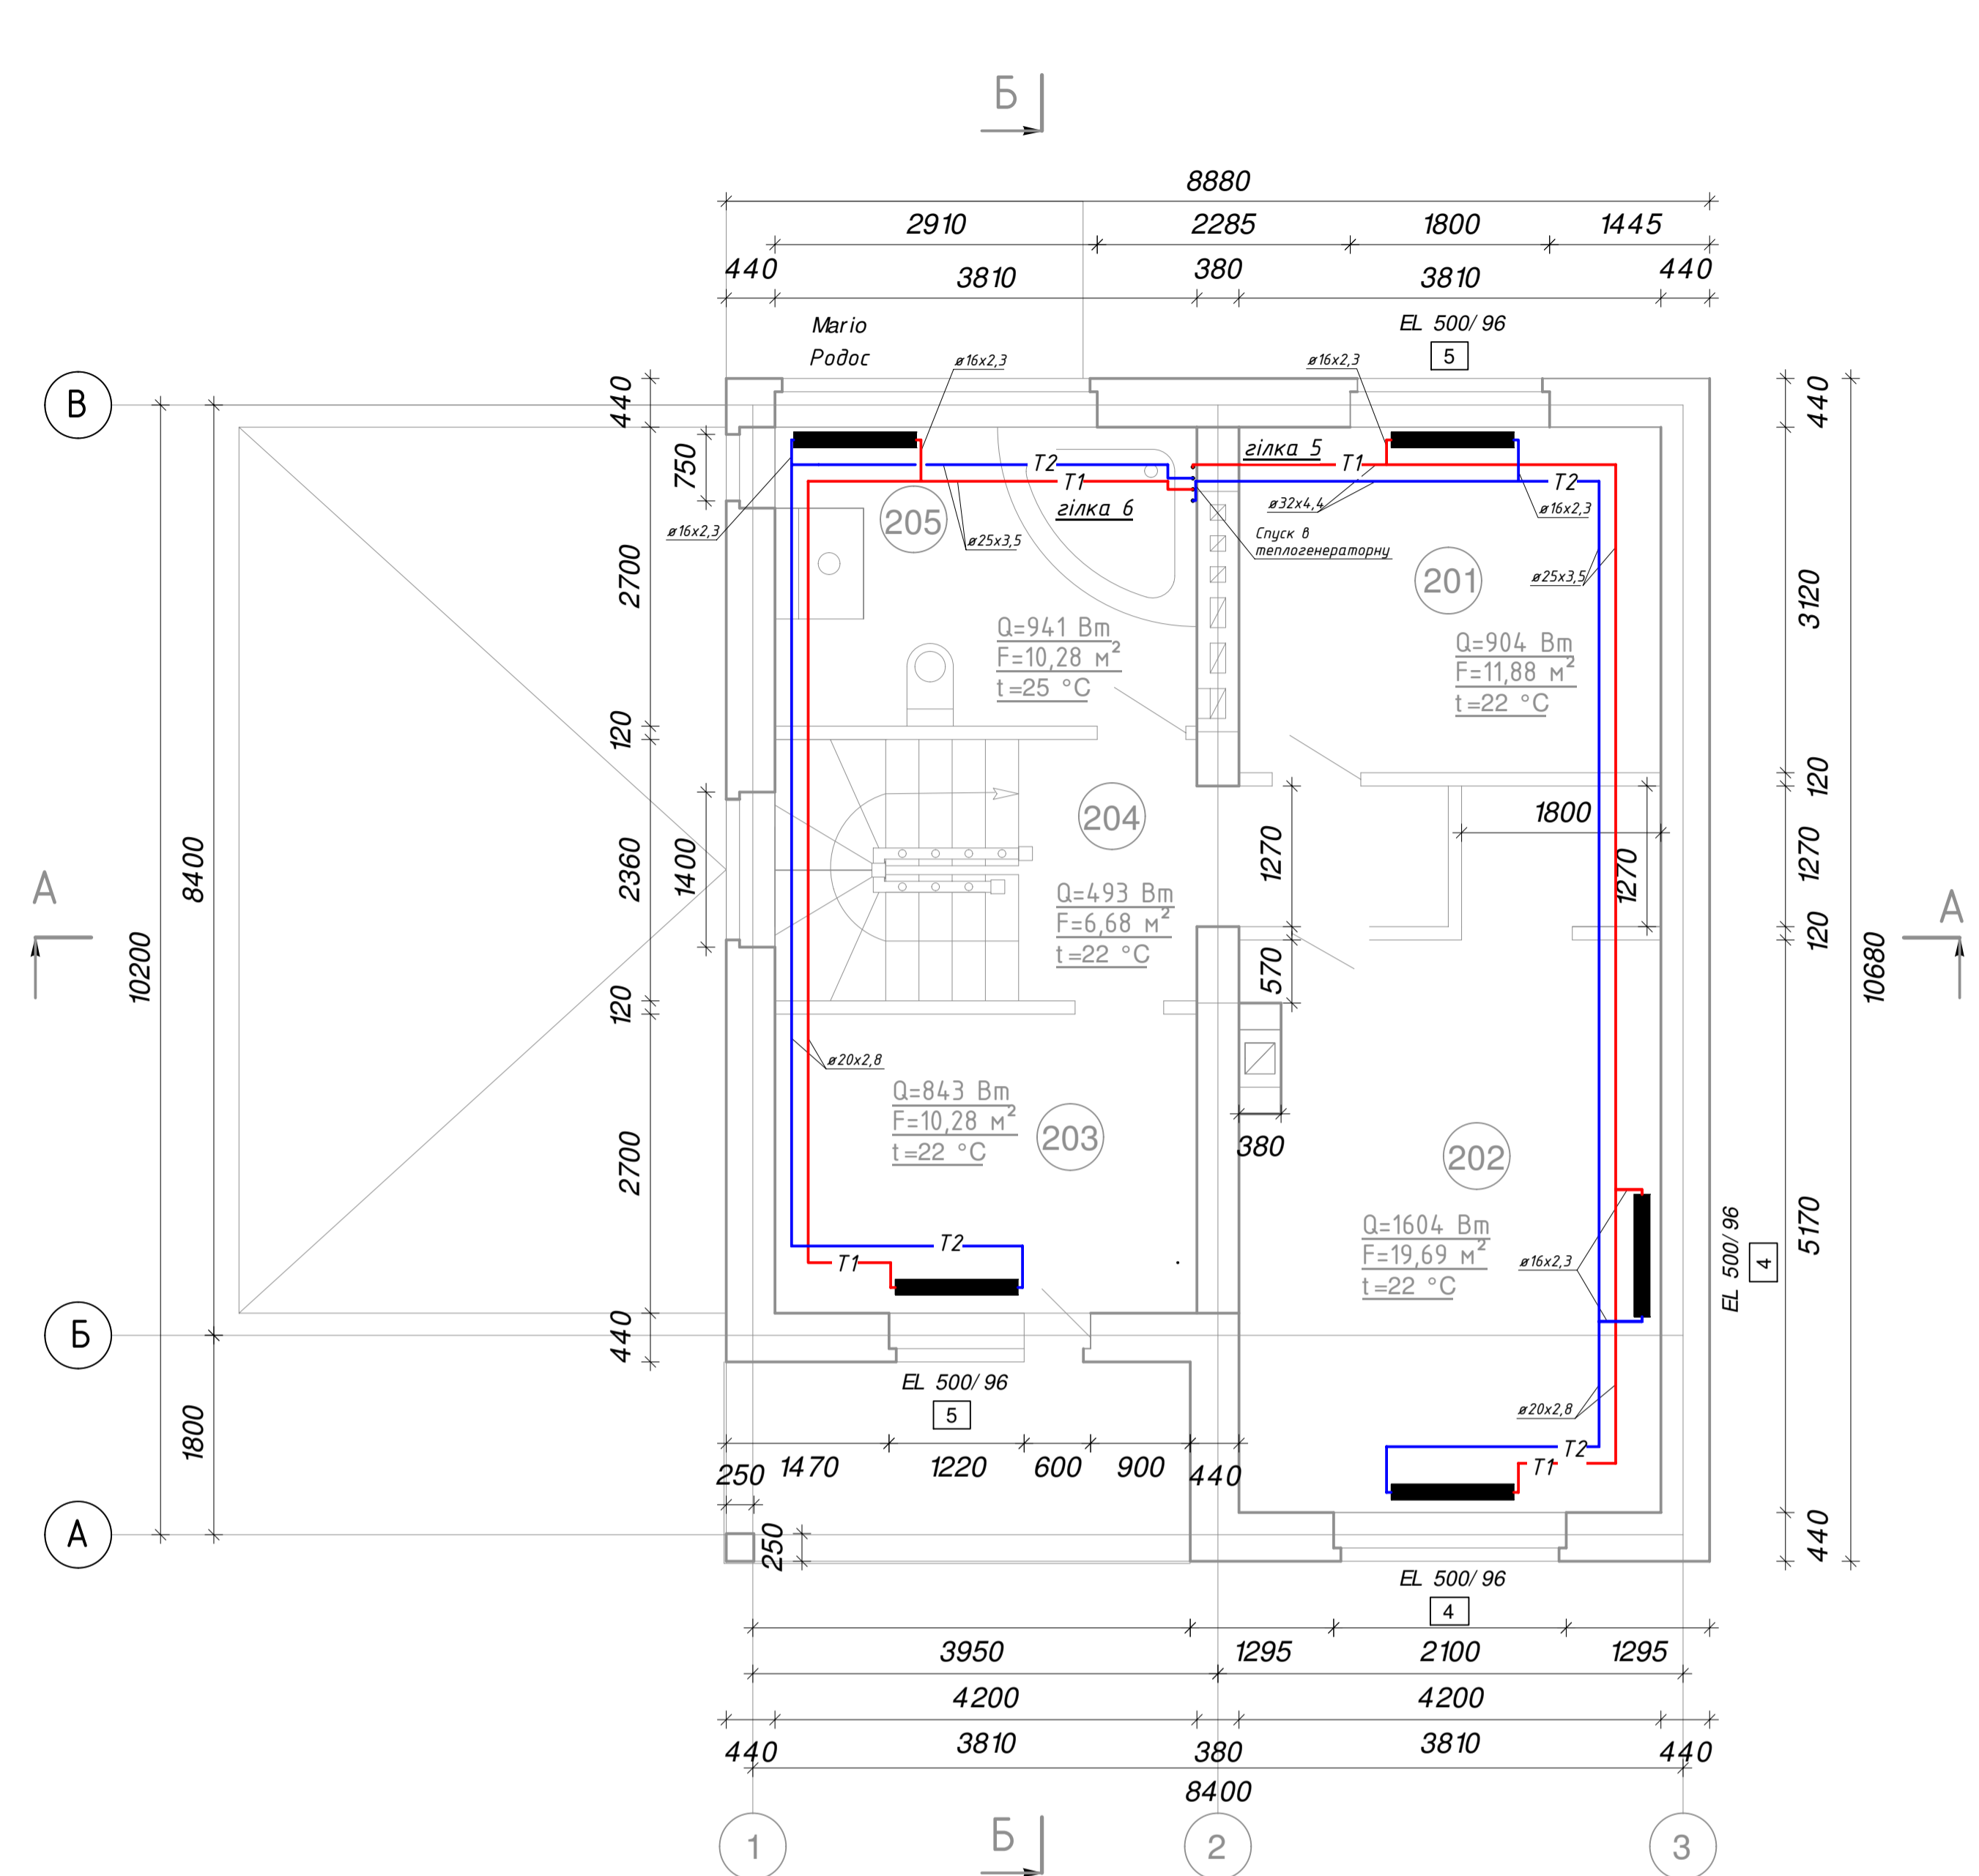 Б
8880
2910 2285 1800 1445
440 3810 380 3810 440
Mario
Родос
EL 500/96
5
ø16x2,3
ø16x2,3
В
440
440
750
гілка 5
T2
T1
T1
T2
гілка 6
205
ø16x2,3
ø25x3,5
ø32x4,4
ø16x2,3
Спуск в
теплогенераторну
201
ø25x3,5
2700
3120
Q=941 Вт
F=10,28 м²
t=25 °C
Q=904 Вт
F=11,88 м²
t=22 °C
120
120
204
1800
8400
2360
1400
1270
1270
1270
А
А
Q=493 Вт
F=6,68 м²
t=22 °C
10200
120
570
120
10680
ø20x2,8
Q=843 Вт
F=10,28 м²
t=22 °C
203
380
202
2700
5170
Q=1604 Вт
F=19,69 м²
t=22 °C
ø16x2,3
EL 500/96
4
T2
T1
Б
440
EL 500/96
5
ø20x2,8
1800
T2
T1
250 1470 1220 600 900 440
А
250
440
EL 500/96
4
3950 1295 2100 1295
4200 4200
440 3810 380 3810 440
8400
1 2 3
Б